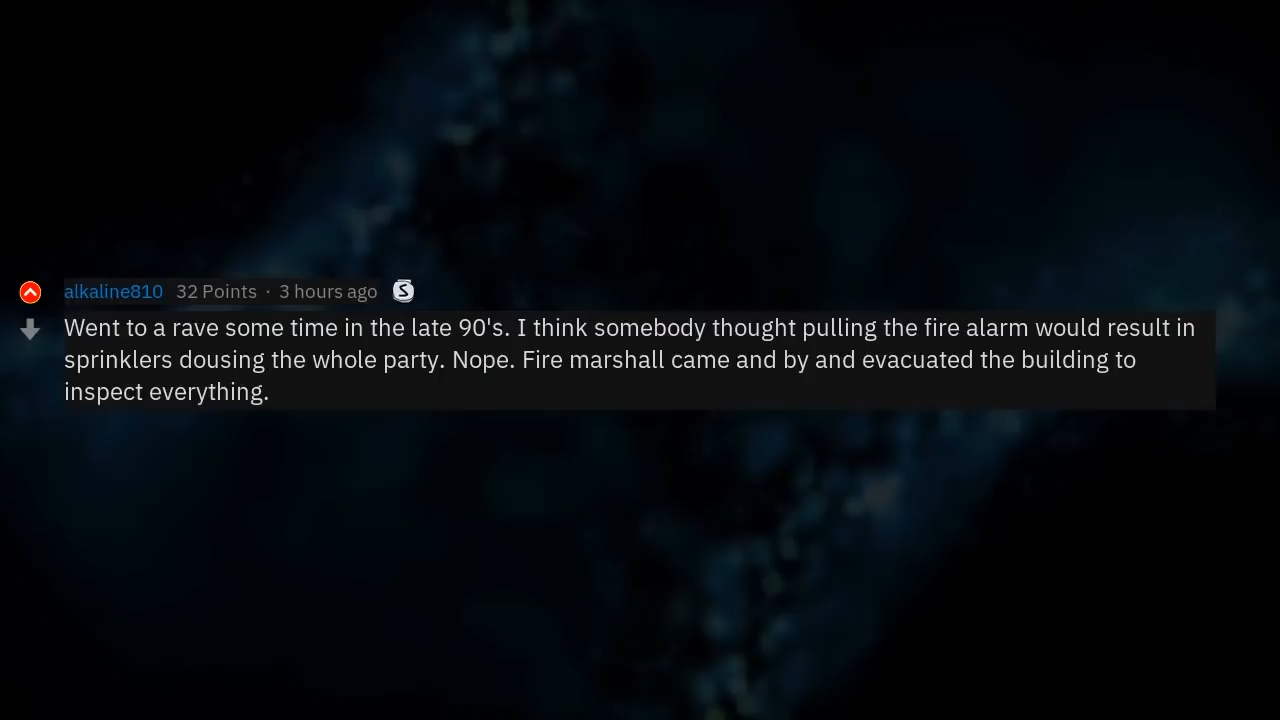 alkaline810 32 Points · 3 hours ago S
Went to a rave some time in the late 90's. I think somebody thought pulling the fire alarm would result in
sprinklers dousing the whole party. Nope. Fire marshall came and by and evacuated the building to
inspect everything.